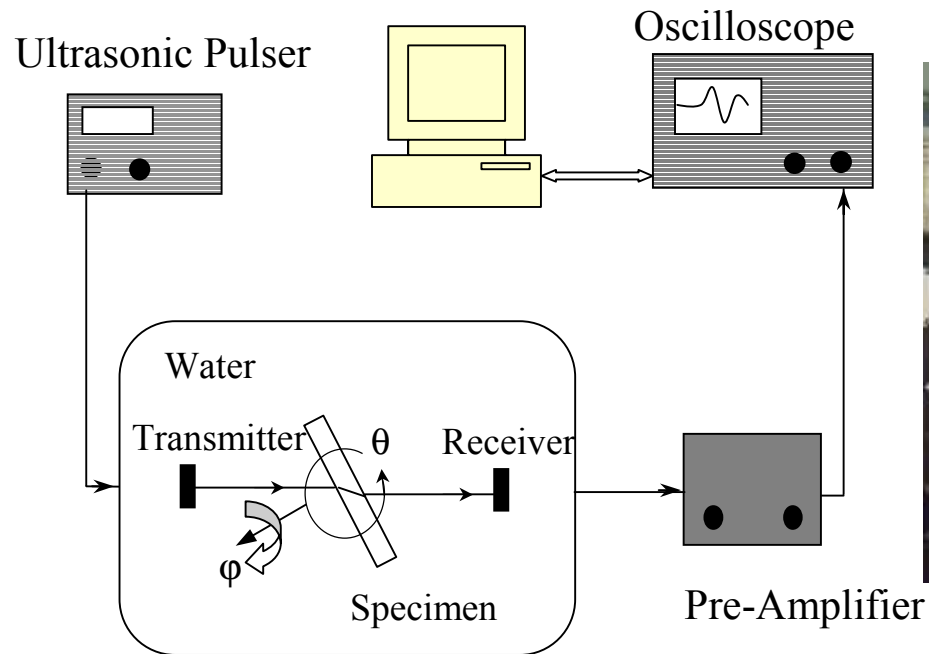 Ultrasonic Pulser
Oscilloscope
Water
Transmitter
θ
Receiver
φ
Specimen
Pre-Amplifier